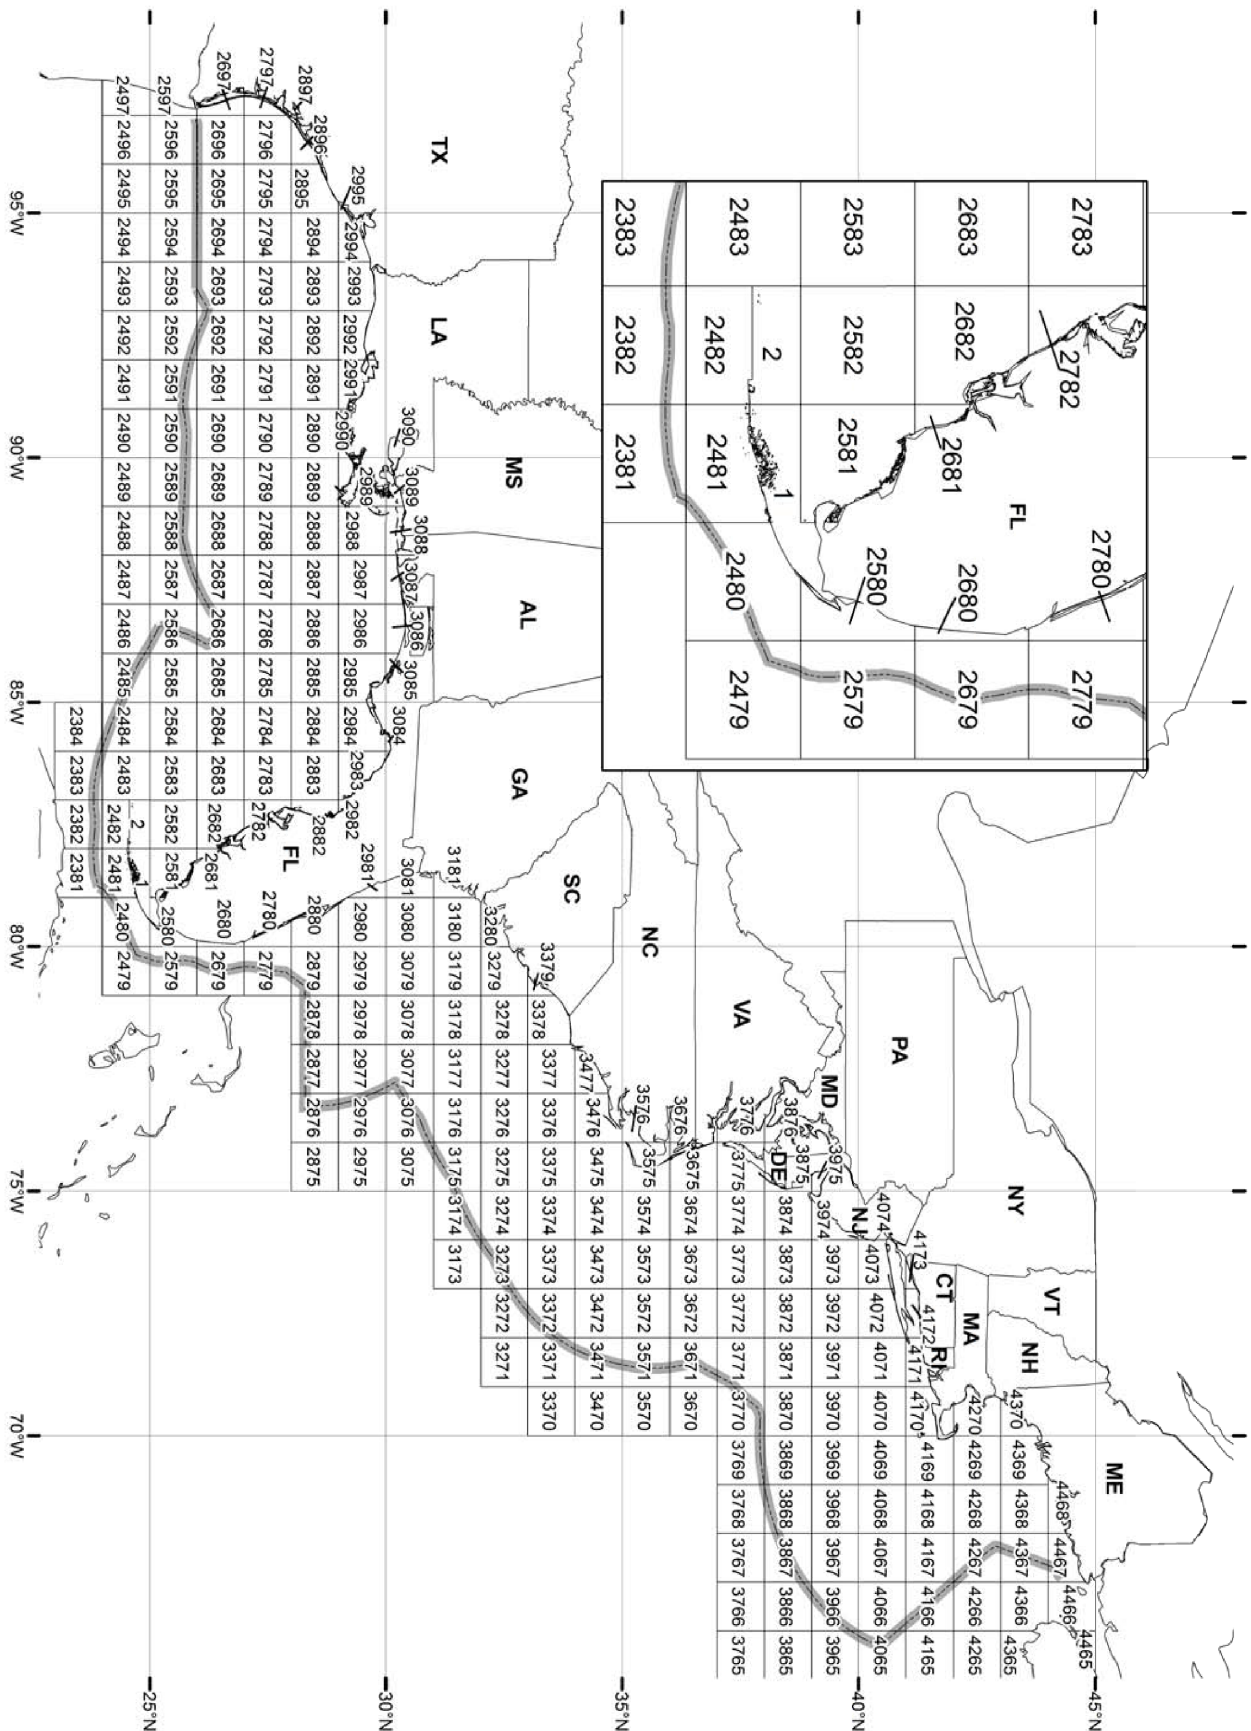 45°N
40°N
35°N
30°N
25°N
95°W
90°W
85°W
80°W
75°W
70°W
ME
VT
NH
NY
MA
CT
RI
PA
NJ
MD
DE
VA
NC
SC
TX
LA
MS
AL
GA
FL
4468 4467 4466 4465
4370 4369 4368 4367 4366 4365
4270 4269 4268 4267 4266 4265
4173 4172 4171 4170 4169 4168 4167 4166 4165
4074 4073 4072 4071 4070 4069 4068 4067 4066 4065
3975 3974 3973 3972 3971 3970 3969 3968 3967 3966 3965
3876 3875 3874 3873 3872 3871 3870 3869 3868 3867 3866 3865
3776 3775 3774 3773 3772 3771 3770 3769 3768 3767 3766 3765
3676 3675 3674 3673 3672 3671 3670
3576 3575 3574 3573 3572 3571 3570
3477 3476 3475 3474 3473 3472 3471 3470
3379 3378 3377 3376 3375 3374 3373 3372 3371 3370
3280 3279 3278 3277 3276 3275 3274 3273 3272 3271
3181 3180 3179 3178 3177 3176 3175 3174 3173
3090 3089 3088 3087 3086 3085 3084 3081 3080 3079 3078 3077 3076 3075
2995 2994 2993 2992 2991 2990 2989 2988 2987 2986 2985 2984 2983 2982 2981 2980 2979 2978 2977 2976 2975
2897 2896 2895 2894 2893 2892 2891 2890 2889 2888 2887 2886 2885 2884 2883 2882 2880 2879 2878 2877 2876 2875
2797 2796 2795 2794 2793 2792 2791 2790 2789 2788 2787 2786 2785 2784 2783 2782 2780 2779
2697 2696 2695 2694 2693 2692 2691 2690 2689 2688 2687 2686 2685 2684 2683 2682 2681 2680 2679
2597 2596 2595 2594 2593 2592 2591 2590 2589 2588 2587 2586 2585 2584 2583 2582 2581 2580 2579
2497 2496 2495 2494 2493 2492 2491 2490 2489 2488 2487 2486 2485 2484 2483 2482 2481 2480 2479
2 1
2384 2383 2382 2381
2783 2782 2780 2779
FL
2683 2682 2681 2680 2679
2583 2582 2581 2580 2579
2 1
2483 2482 2481 2480 2479
2383 2382 2381